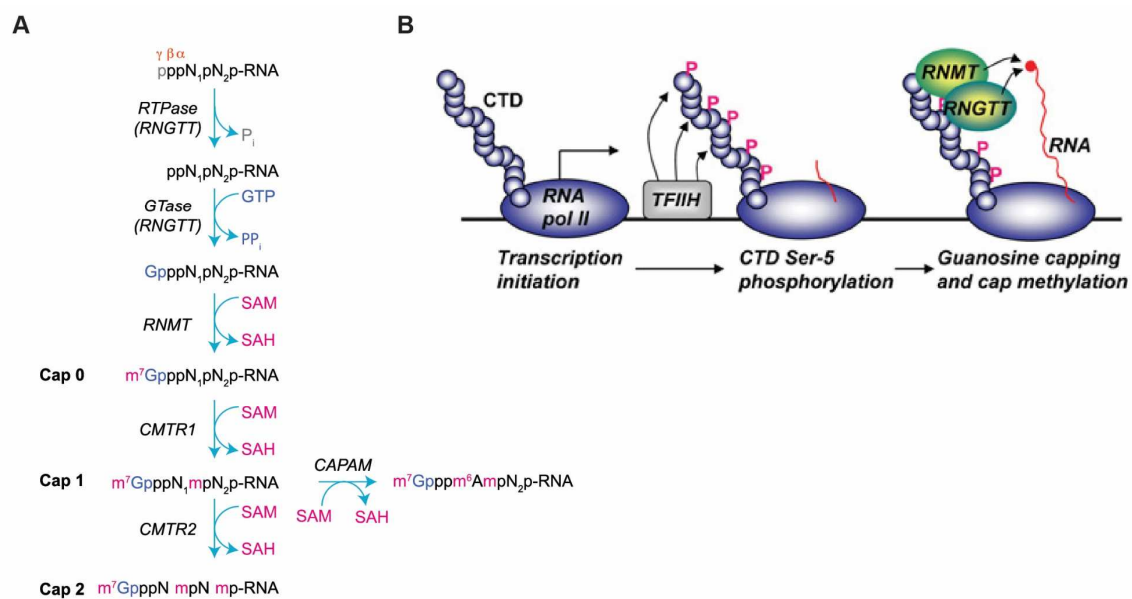 A
γ β α
pppN₁pN₂p-RNA
RTPase
(RNGTT)
Pᵢ
ppN₁pN₂p-RNA
GTase
(RNGTT)
GTP
PPᵢ
GpppN₁pN₂p-RNA
RNMT
SAM
SAH
Cap 0
m⁷GpppN₁pN₂p-RNA
CMTR1
SAM
SAH
Cap 1
m⁷GpppN₁mpN₂p-RNA
CAPAM
SAM SAH
m⁷Gpppm⁶AmpN₂p-RNA
CMTR2
SAM
SAH
Cap 2
m⁷GpppN mpN mp-RNA
B
CTD
RNA
pol II
TFIIH
P
P
P
P
P
RNMT
RNGTT
P
P
P
RNA
Transcription
initiation
CTD Ser-5
phosphorylation
Guanosine capping
and cap methylation